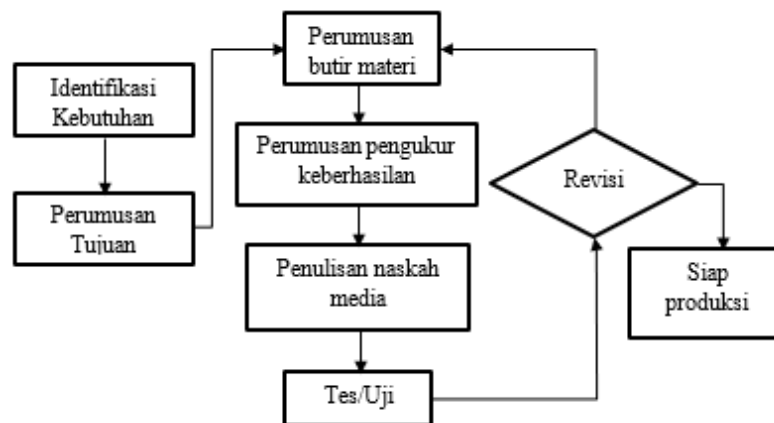 Identifikasi
Kebutuhan
Perumusan
Tujuan
Perumusan
butir materi
Perumusan pengukur
keberhasilan
Penulisan naskah
media
Tes/Uji
Revisi
Siap
produksi